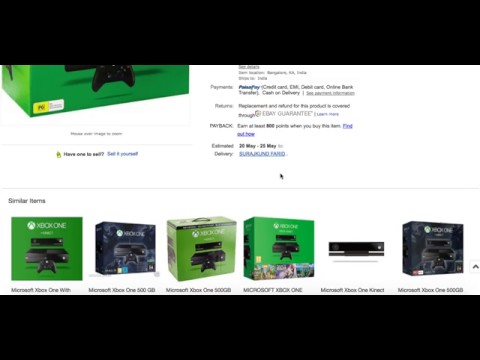 See details
Item location: Bangalore, KA, India
Ships to: India
Payments: PaisaPay (Credit card, EMI, Debit card, Online Bank
Transfer), Cash on Delivery | See payment information
Returns: Replacement and refund for this product is covered
through EBAY GUARANTEE* | Learn more
PAYBACK: Earn at least 800 points when you buy this item. Find
out how
Estimated 20 May - 25 May to
Delivery: SURAJKUND FARID .
Mouse over image to zoom
Have one to sell? Sell it yourself
Similar Items
XBOX ONE
XBOX ONE
XBOX ONE
XBOX ONE
Microsoft Xbox One With
Microsoft Xbox One 500 GB
Microsoft Xbox One 500GB
MICROSOFT XBOX ONE
Microsoft Xbox One Kinect
Microsoft Xbox One 500GB